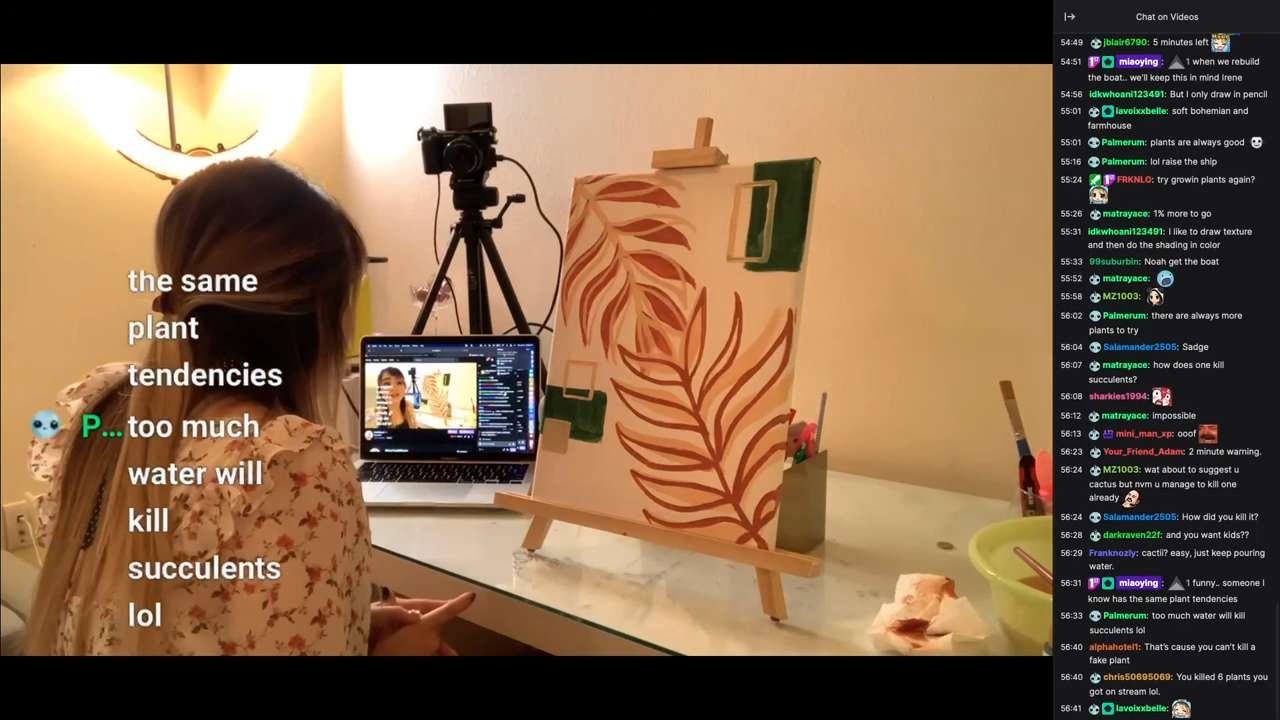 the same
plant
tendencies
P... too much
water will
kill
succulents
lol
Chat on Videos
54:49 jblair6790: 5 minutes left
54:51 miaoying: 1 when we rebuild
the boat.. we'll keep this in mind Irene
54:56 idkwhoani123491: But I only draw in pencil
55:01 lavoixxbelle: soft bohemian and
farmhouse
55:01 Palmerum: plants are always good
55:16 Palmerum: lol raise the ship
55:24 FRKNLO: try growin plants again?
55:26 matrayace: 1% more to go
55:31 idkwhoani123491: I like to draw texture
and then do the shading in color
55:33 99suburbin: Noah get the boat
55:52 matrayace:
55:58 MZ1003:
56:02 Palmerum: there are always more
plants to try
56:04 Salamander2505: Sadge
56:07 matrayace: how does one kill
succulents?
56:08 sharkies1994:
56:12 matrayace: impossible
56:13 mini_man_xp: ooof
56:23 Your_Friend_Adam: 2 minute warning.
56:24 MZ1003: wat about to suggest u
cactus but nvm u manage to kill one
already
56:24 Salamander2505: How did you kill it?
56:28 darkraven22f: and you want kids??
56:29 Franknozly: cactii? easy, just keep pouring
water.
56:31 miaoying: 1 funny.. someone I
know has the same plant tendencies
56:33 Palmerum: too much water will kill
succulents lol
56:40 alphahotel1: That's cause you can't kill a
fake plant
56:40 chris50695069: You killed 6 plants you
got on stream lol.
56:41 lavoixxbelle: